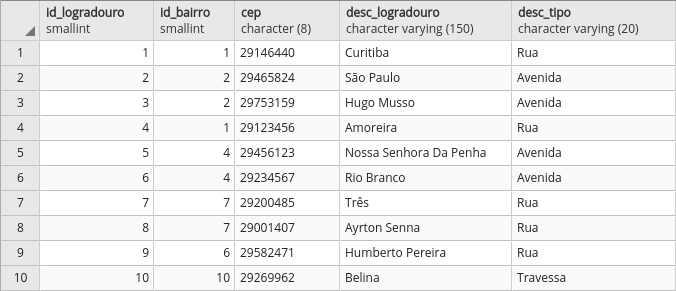 id_logradouro id_bairro cep desc_logradouro desc_tipo
smallint smallint character (8) character varying (150) character varying (20)
1 1 1 29146440 Curitiba Rua
2 2 2 29465824 São Paulo Avenida
3 3 2 29753159 Hugo Musso Avenida
4 4 1 29123456 Amoreira Rua
5 5 4 29456123 Nossa Senhora Da Penha Avenida
6 6 4 29234567 Rio Branco Avenida
7 7 7 29200485 Três Rua
8 8 7 29001407 Ayrton Senna Rua
9 9 6 29582471 Humberto Pereira Rua
10 10 10 29269962 Belina Travessa